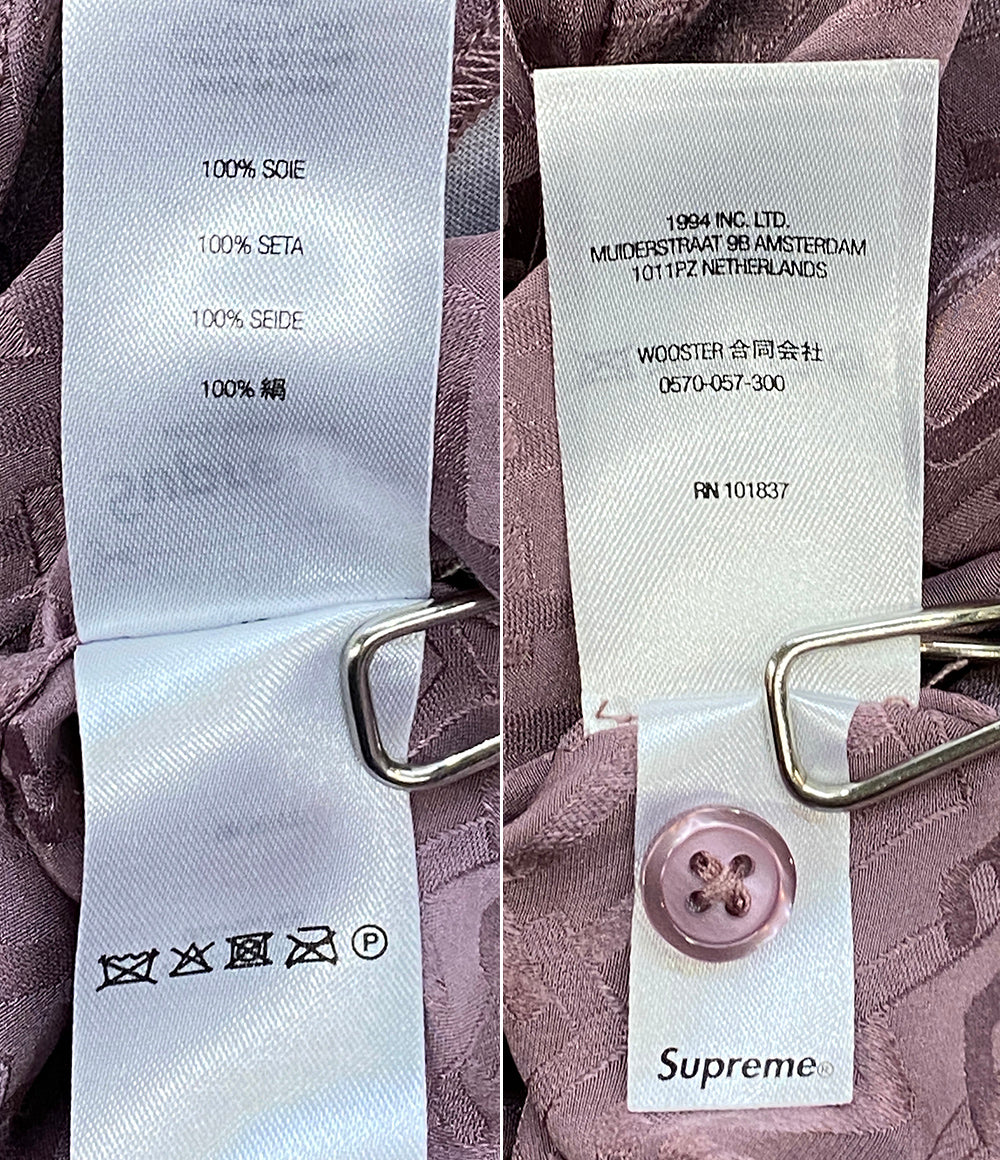 100% SOIE
100% SETA
100% SEIDE
100% 絹
P
1994 INC. LTD.
MUIDERSTRAAT 9B AMSTERDAM
1011PZ NETHERLANDS
WOOSTER 合同会社
0570-057-300
RN 101837
Supreme®